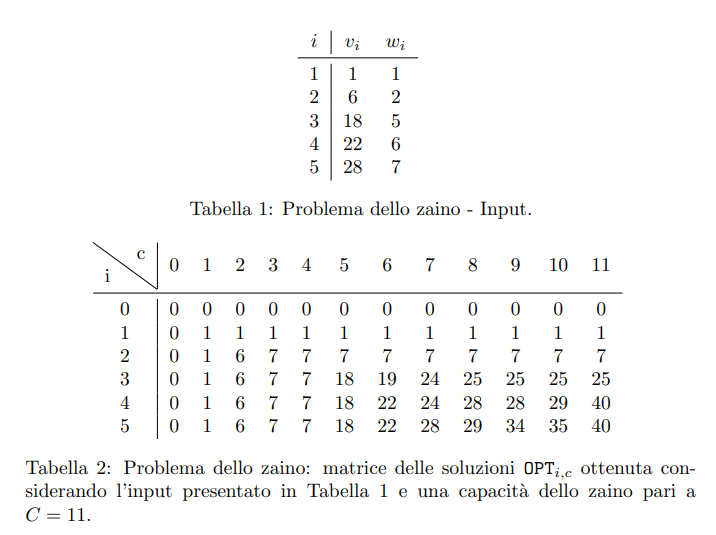 i v_i w_i
1 1 1
2 6 2
3 18 5
4 22 6
5 28 7
Tabella 1: Problema dello zaino - Input.
c
i 0 1 2 3 4 5 6 7 8 9 10 11
0 0 0 0 0 0 0 0 0 0 0 0 0
1 0 1 1 1 1 1 1 1 1 1 1 1
2 0 1 6 7 7 7 7 7 7 7 7 7
3 0 1 6 7 7 18 19 24 25 25 25 25
4 0 1 6 7 7 18 22 24 28 28 29 40
5 0 1 6 7 7 18 22 28 29 34 35 40
Tabella 2: Problema dello zaino: matrice delle soluzioni OPT_{i,c} ottenuta con-
siderando l'input presentato in Tabella 1 e una capacità dello zaino pari a
C = 11.